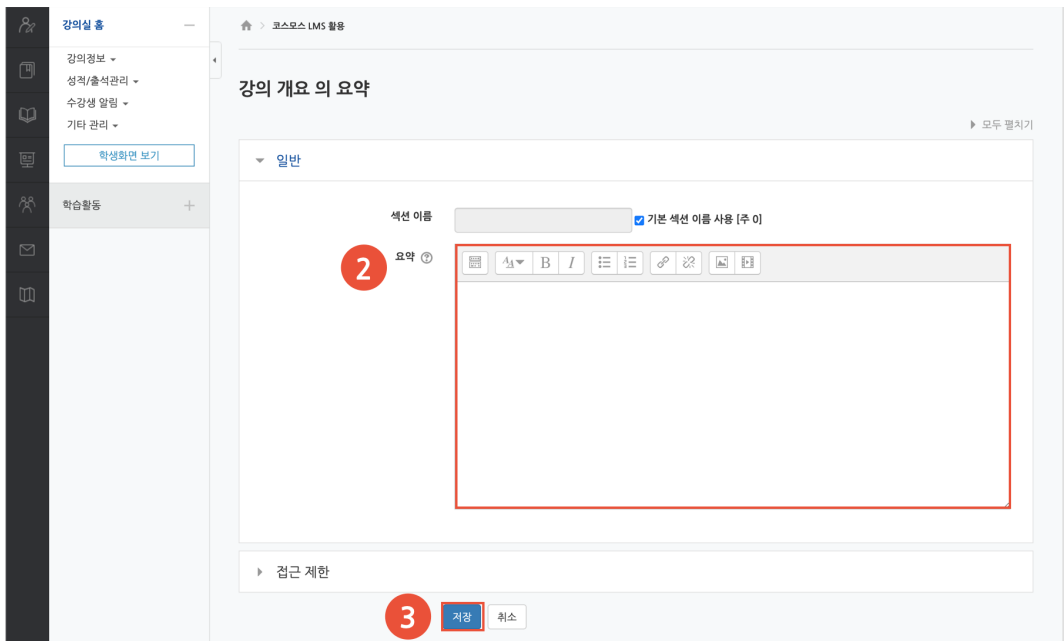 강의실 홈
강의정보
성적/출석관리
수강생 알림
기타 관리
학생화면 보기
학습활동
코스모스 LMS 활용
강의 개요 의 요약
모두 펼치기
일반
섹션 이름
기본 섹션 이름 사용 [주 0]
2
요약
B I
접근 제한
3
저장 취소